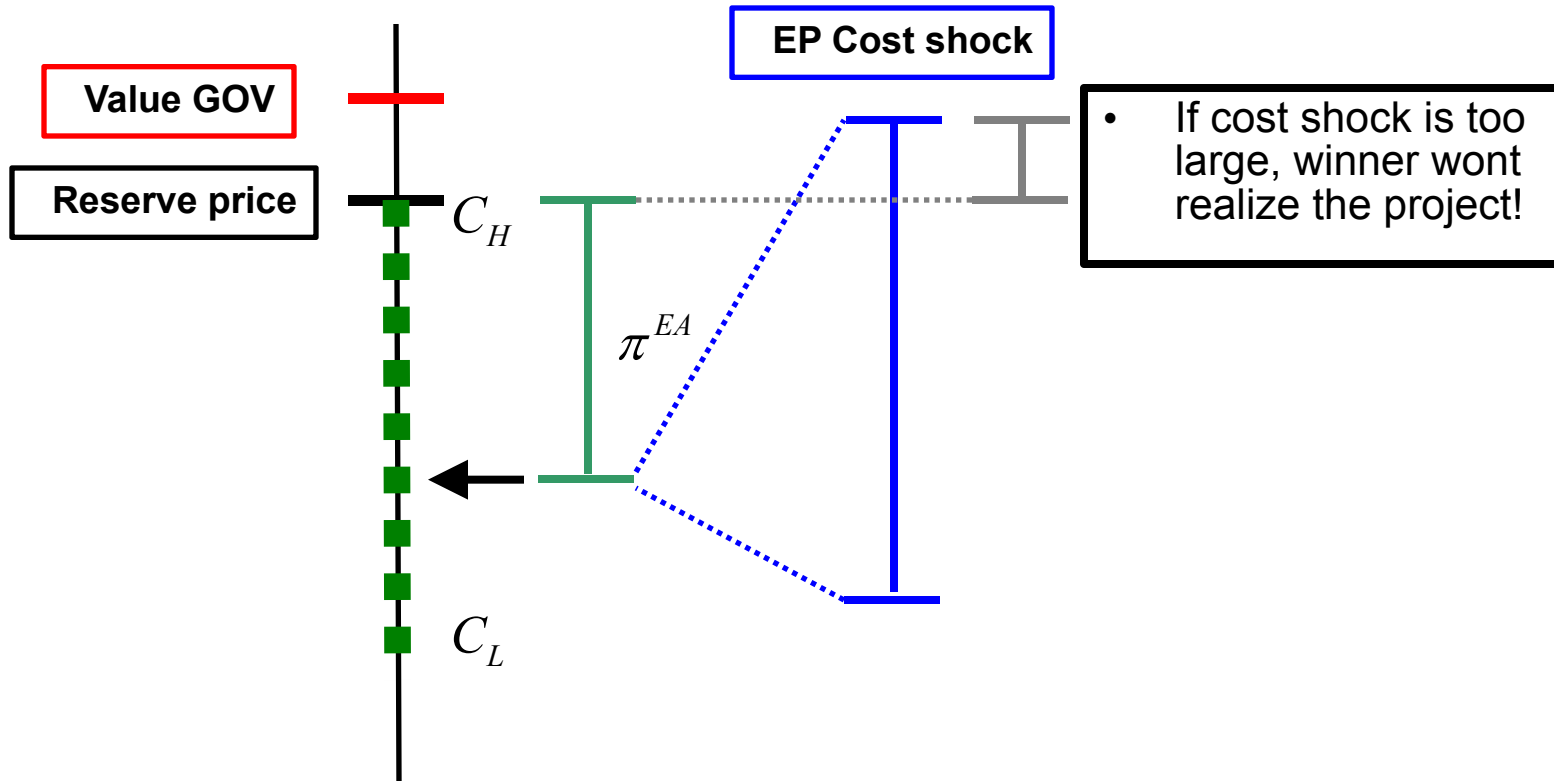 EP Cost shock
Value GOV
Reserve price
C_H
π^{EA}
C_L
• If cost shock is too
large, winner wont
realize the project!